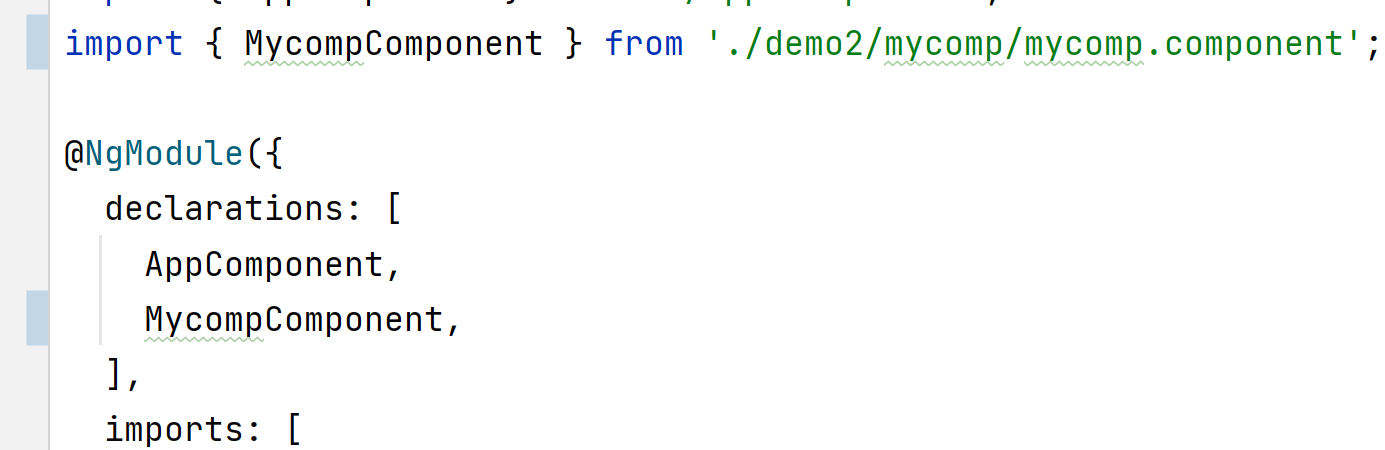 import { MycompComponent } from './demo2/mycomp/mycomp.component';
@NgModule({
declarations: [
AppComponent,
MycompComponent,
],
imports: [